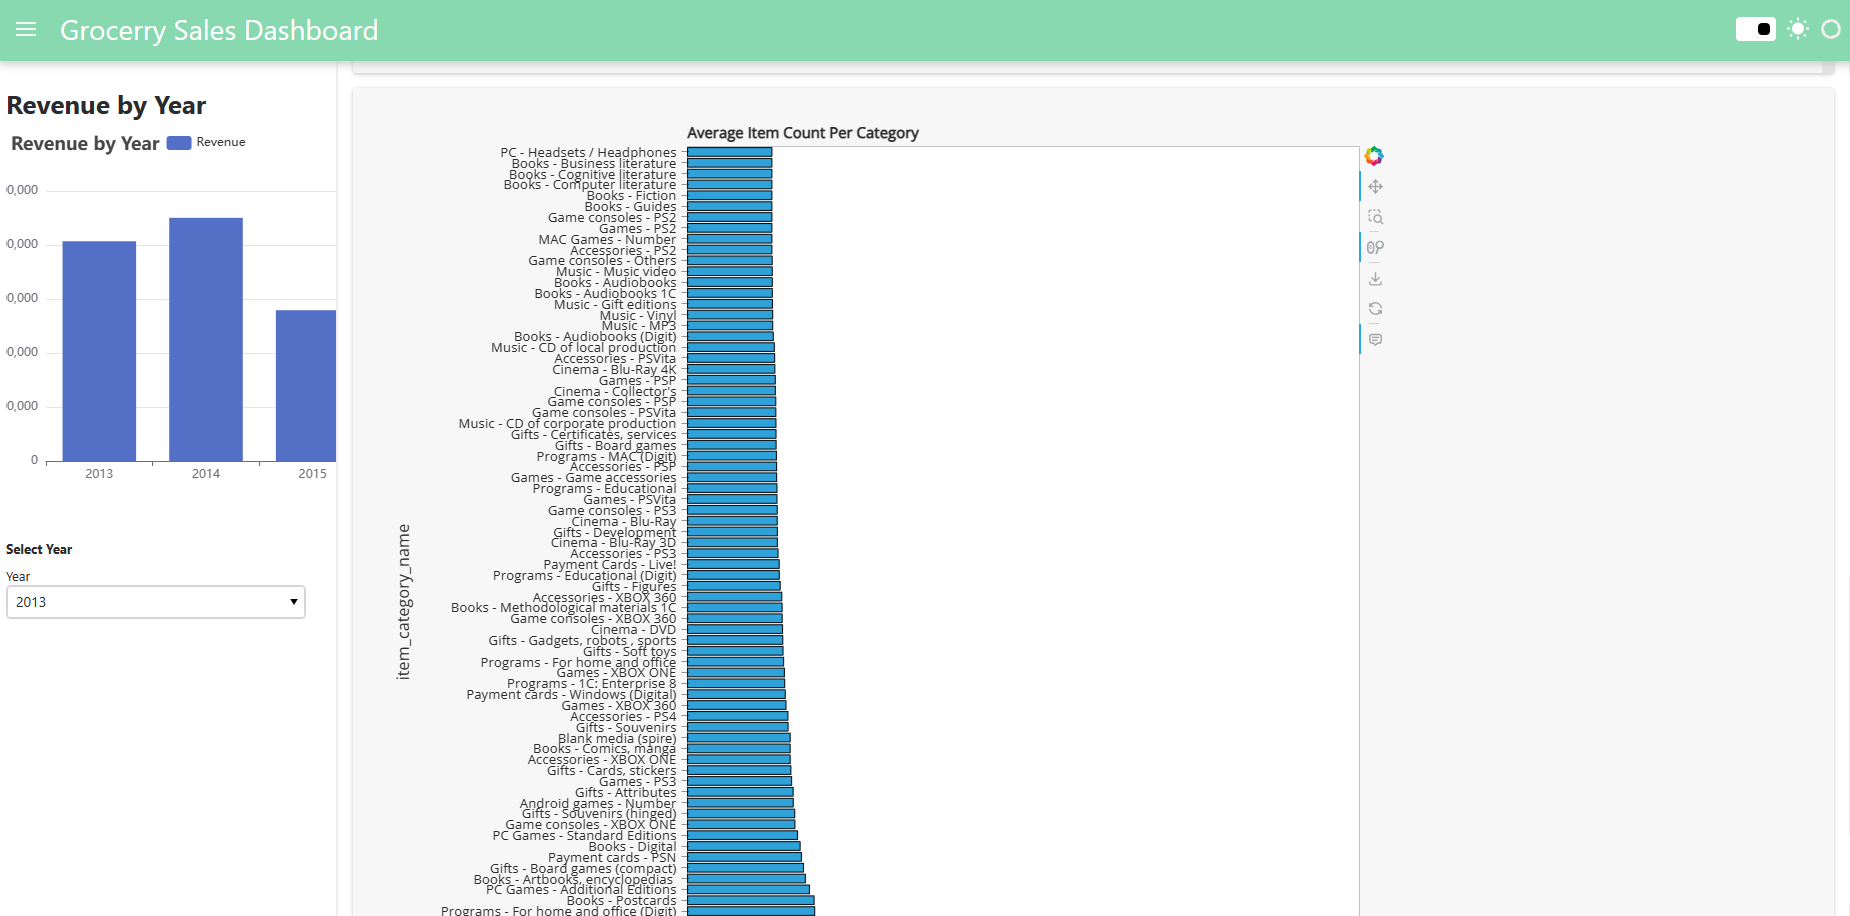 Grocerry Sales Dashboard
Revenue by Year
Revenue by Year
Revenue
0,000
0,000
0,000
0,000
0,000
0
2013
2014
2015
Select Year
Year
2013
Average Item Count Per Category
item_category_name
PC - Headsets / Headphones
Books - Business literature
Books - Cognitive literature
Books - Computer literature
Books - Fiction
Books - Guides
Game consoles - PS2
Games - PS2
MAC Games - Number
Accessories - PS2
Game consoles - Others
Music - Music video
Books - Audiobooks
Books - Audiobooks 1C
Music - Gift editions
Music - Vinyl
Music - MP3
Books - Audiobooks (Digit)
Music - CD of local production
Accessories - PSVita
Cinema - Blu-Ray 4K
Games - PSP
Cinema - Collector's
Game consoles - PSP
Game consoles - PSVita
Music - CD of corporate production
Gifts - Certificates, services
Gifts - Board games
Programs - MAC (Digit)
Accessories - PSP
Games - Game accessories
Programs - Educational
Games - PSVita
Game consoles - PS3
Cinema - Blu-Ray
Gifts - Development
Cinema - Blu-Ray 3D
Accessories - PS3
Payment Cards - Live!
Programs - Educational (Digit)
Gifts - Figures
Accessories - XBOX 360
Books - Methodological materials 1C
Game consoles - XBOX 360
Cinema - DVD
Gifts - Gadgets, robots , sports
Gifts - Soft toys
Programs - For home and office
Games - XBOX ONE
Programs - 1C: Enterprise 8
Payment cards - Windows (Digital)
Games - XBOX 360
Accessories - PS4
Gifts - Souvenirs
Blank media (spire)
Books - Comics, manga
Accessories - XBOX ONE
Gifts - Cards, stickers
Games - PS3
Gifts - Attributes
Android games - Number
Gifts - Souvenirs (hinged)
Game consoles - XBOX ONE
PC Games - Standard Editions
Books - Digital
Payment cards - PSN
Gifts - Board games (compact)
Books - Artbooks, encyclopedias
PC Games - Additional Editions
Books - Postcards
Programs - For home and office (Digit)